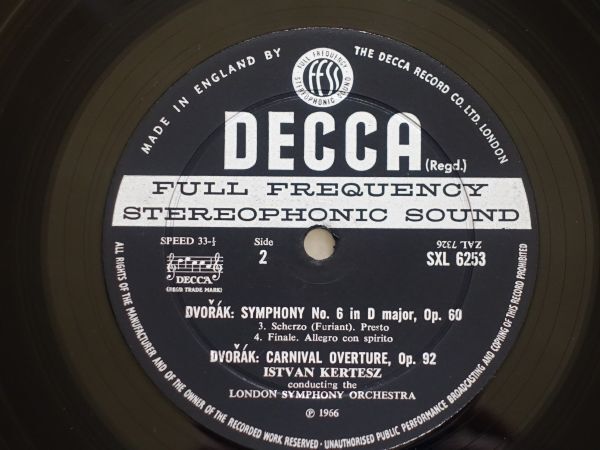 MADE IN ENGLAND BY
FULL FREQUENCY
ffss
STEREOPHONIC SOUND
THE DECCA RECORD CO. LTD. LONDON
DECCA (Regd.)
FULL FREQUENCY
STEREOPHONIC SOUND
SPEED 33-⅓
Side
2
ZAL 7326
SXL 6253
DECCA
(REGD TRADE MARK)
DVOŘÁK: SYMPHONY No. 6 in D major, Op. 60
3. Scherzo (Furiant). Presto
4. Finale. Allegro con spirito
DVOŘÁK: CARNIVAL OVERTURE, Op. 92
ISTVAN KERTESZ
conducting the
LONDON SYMPHONY ORCHESTRA
℗ 1966
ALL RIGHTS OF THE MANUFACTURER AND OF THE OWNER OF THE RECORDED WORK RESERVED · UNAUTHORISED PUBLIC PERFORMANCE BROADCASTING AND COPYING OF THIS RECORD PROHIBITED